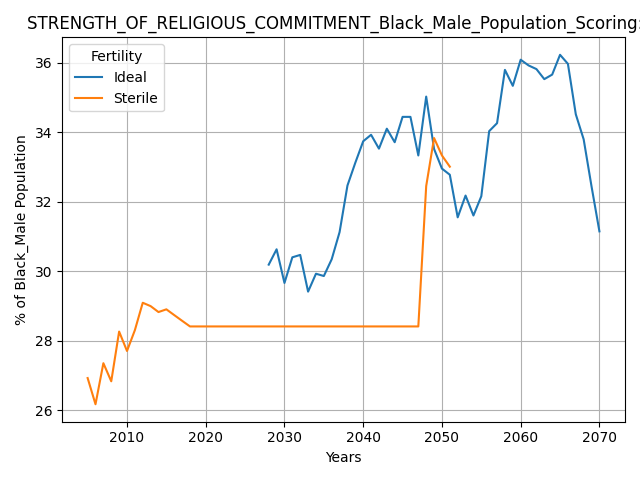 STRENGTH_OF_RELIGIOUS_COMMITMENT_Black_Male_Population_Scoring:
Fertility
Ideal
Sterile
% of Black_Male Population
36
34
32
30
28
26
2010 2020 2030 2040 2050 2060 2070
Years